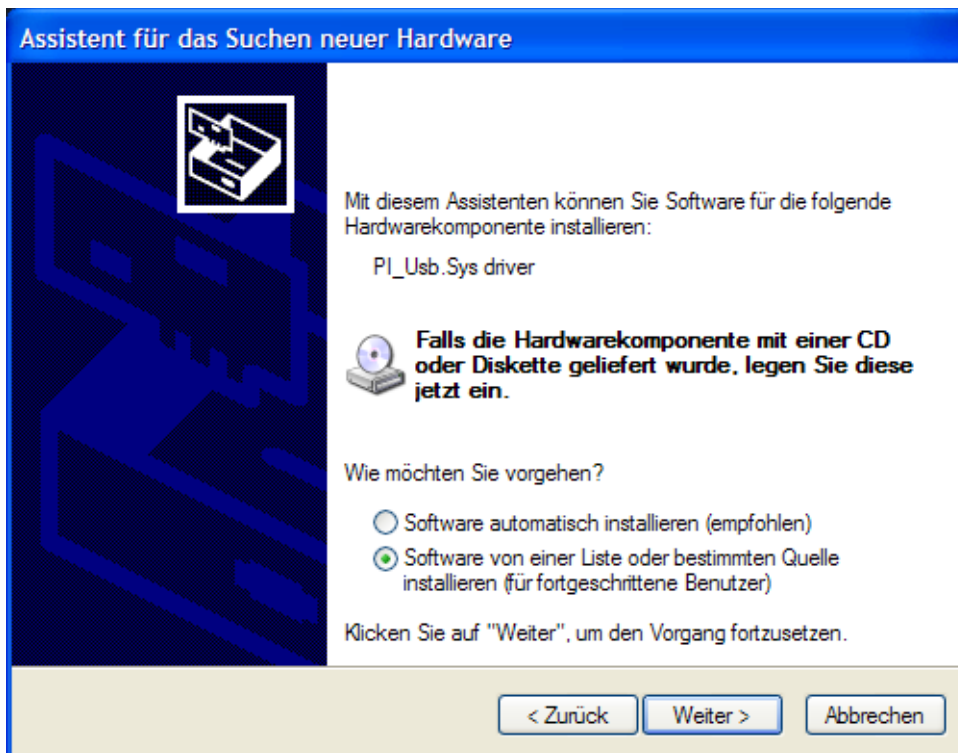 Assistent für das Suchen neuer Hardware
Mit diesem Assistenten können Sie Software für die folgende
Hardwarekomponente installieren:
PI_Usb.Sys driver
Falls die Hardwarekomponente mit einer CD
oder Diskette geliefert wurde, legen Sie diese
jetzt ein.
Wie möchten Sie vorgehen?
Software automatisch installieren (empfohlen)
Software von einer Liste oder bestimmten Quelle
installieren (für fortgeschrittene Benutzer)
Klicken Sie auf "Weiter", um den Vorgang fortzusetzen.
< Zurück Weiter > Abbrechen